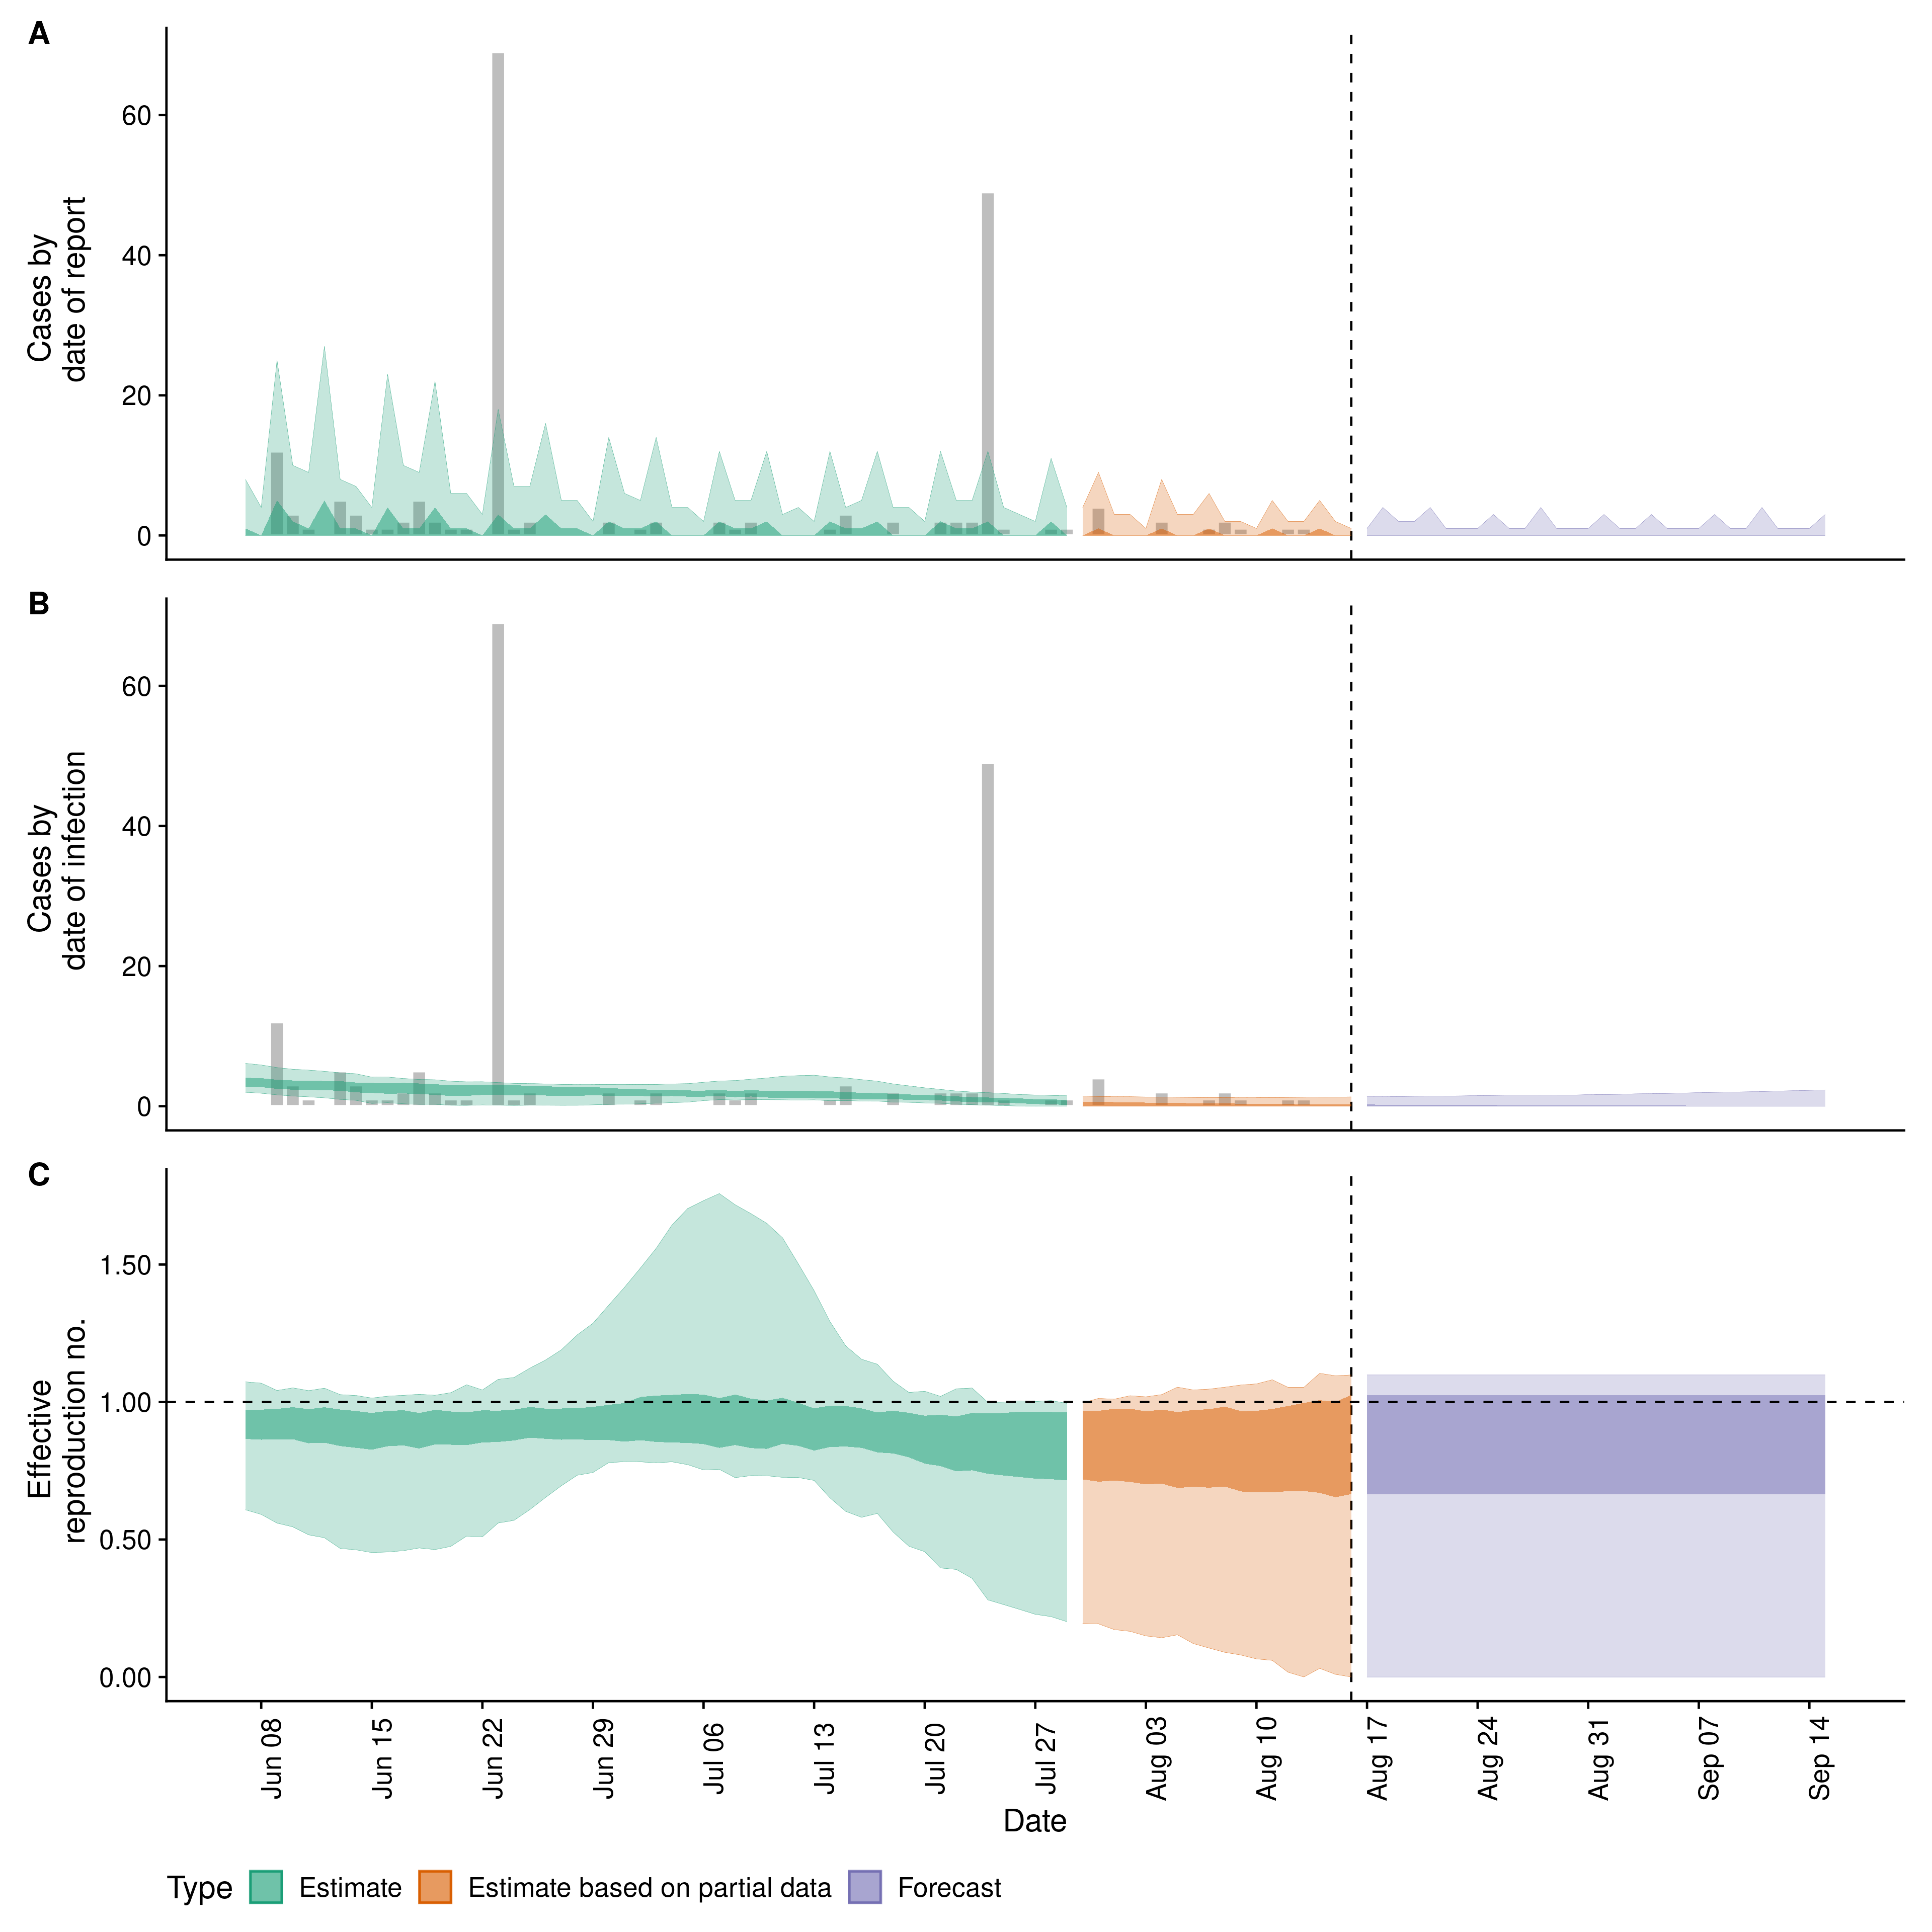 A
Cases by
date of report
60
40
20
0
B
Cases by
date of infection
60
40
20
0
C
Effective
reproduction no.
1.50
1.00
0.50
0.00
Jun 08
Jun 15
Jun 22
Jun 29
Jul 06
Jul 13
Jul 20
Jul 27
Aug 03
Aug 10
Aug 17
Aug 24
Aug 31
Sep 07
Sep 14
Date
Type Estimate Estimate based on partial data Forecast